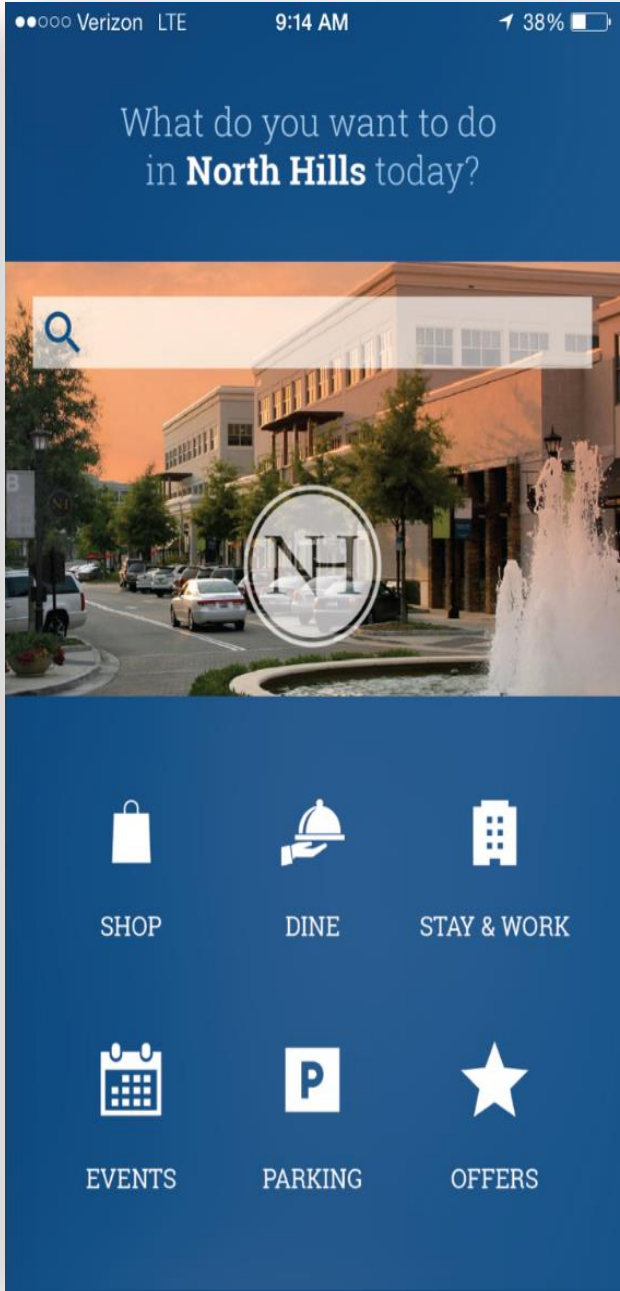 Verizon LTE 9:14 AM 38%
What do you want to do
in North Hills today?
B
NH
NH
SHOP DINE STAY & WORK
P
EVENTS PARKING OFFERS